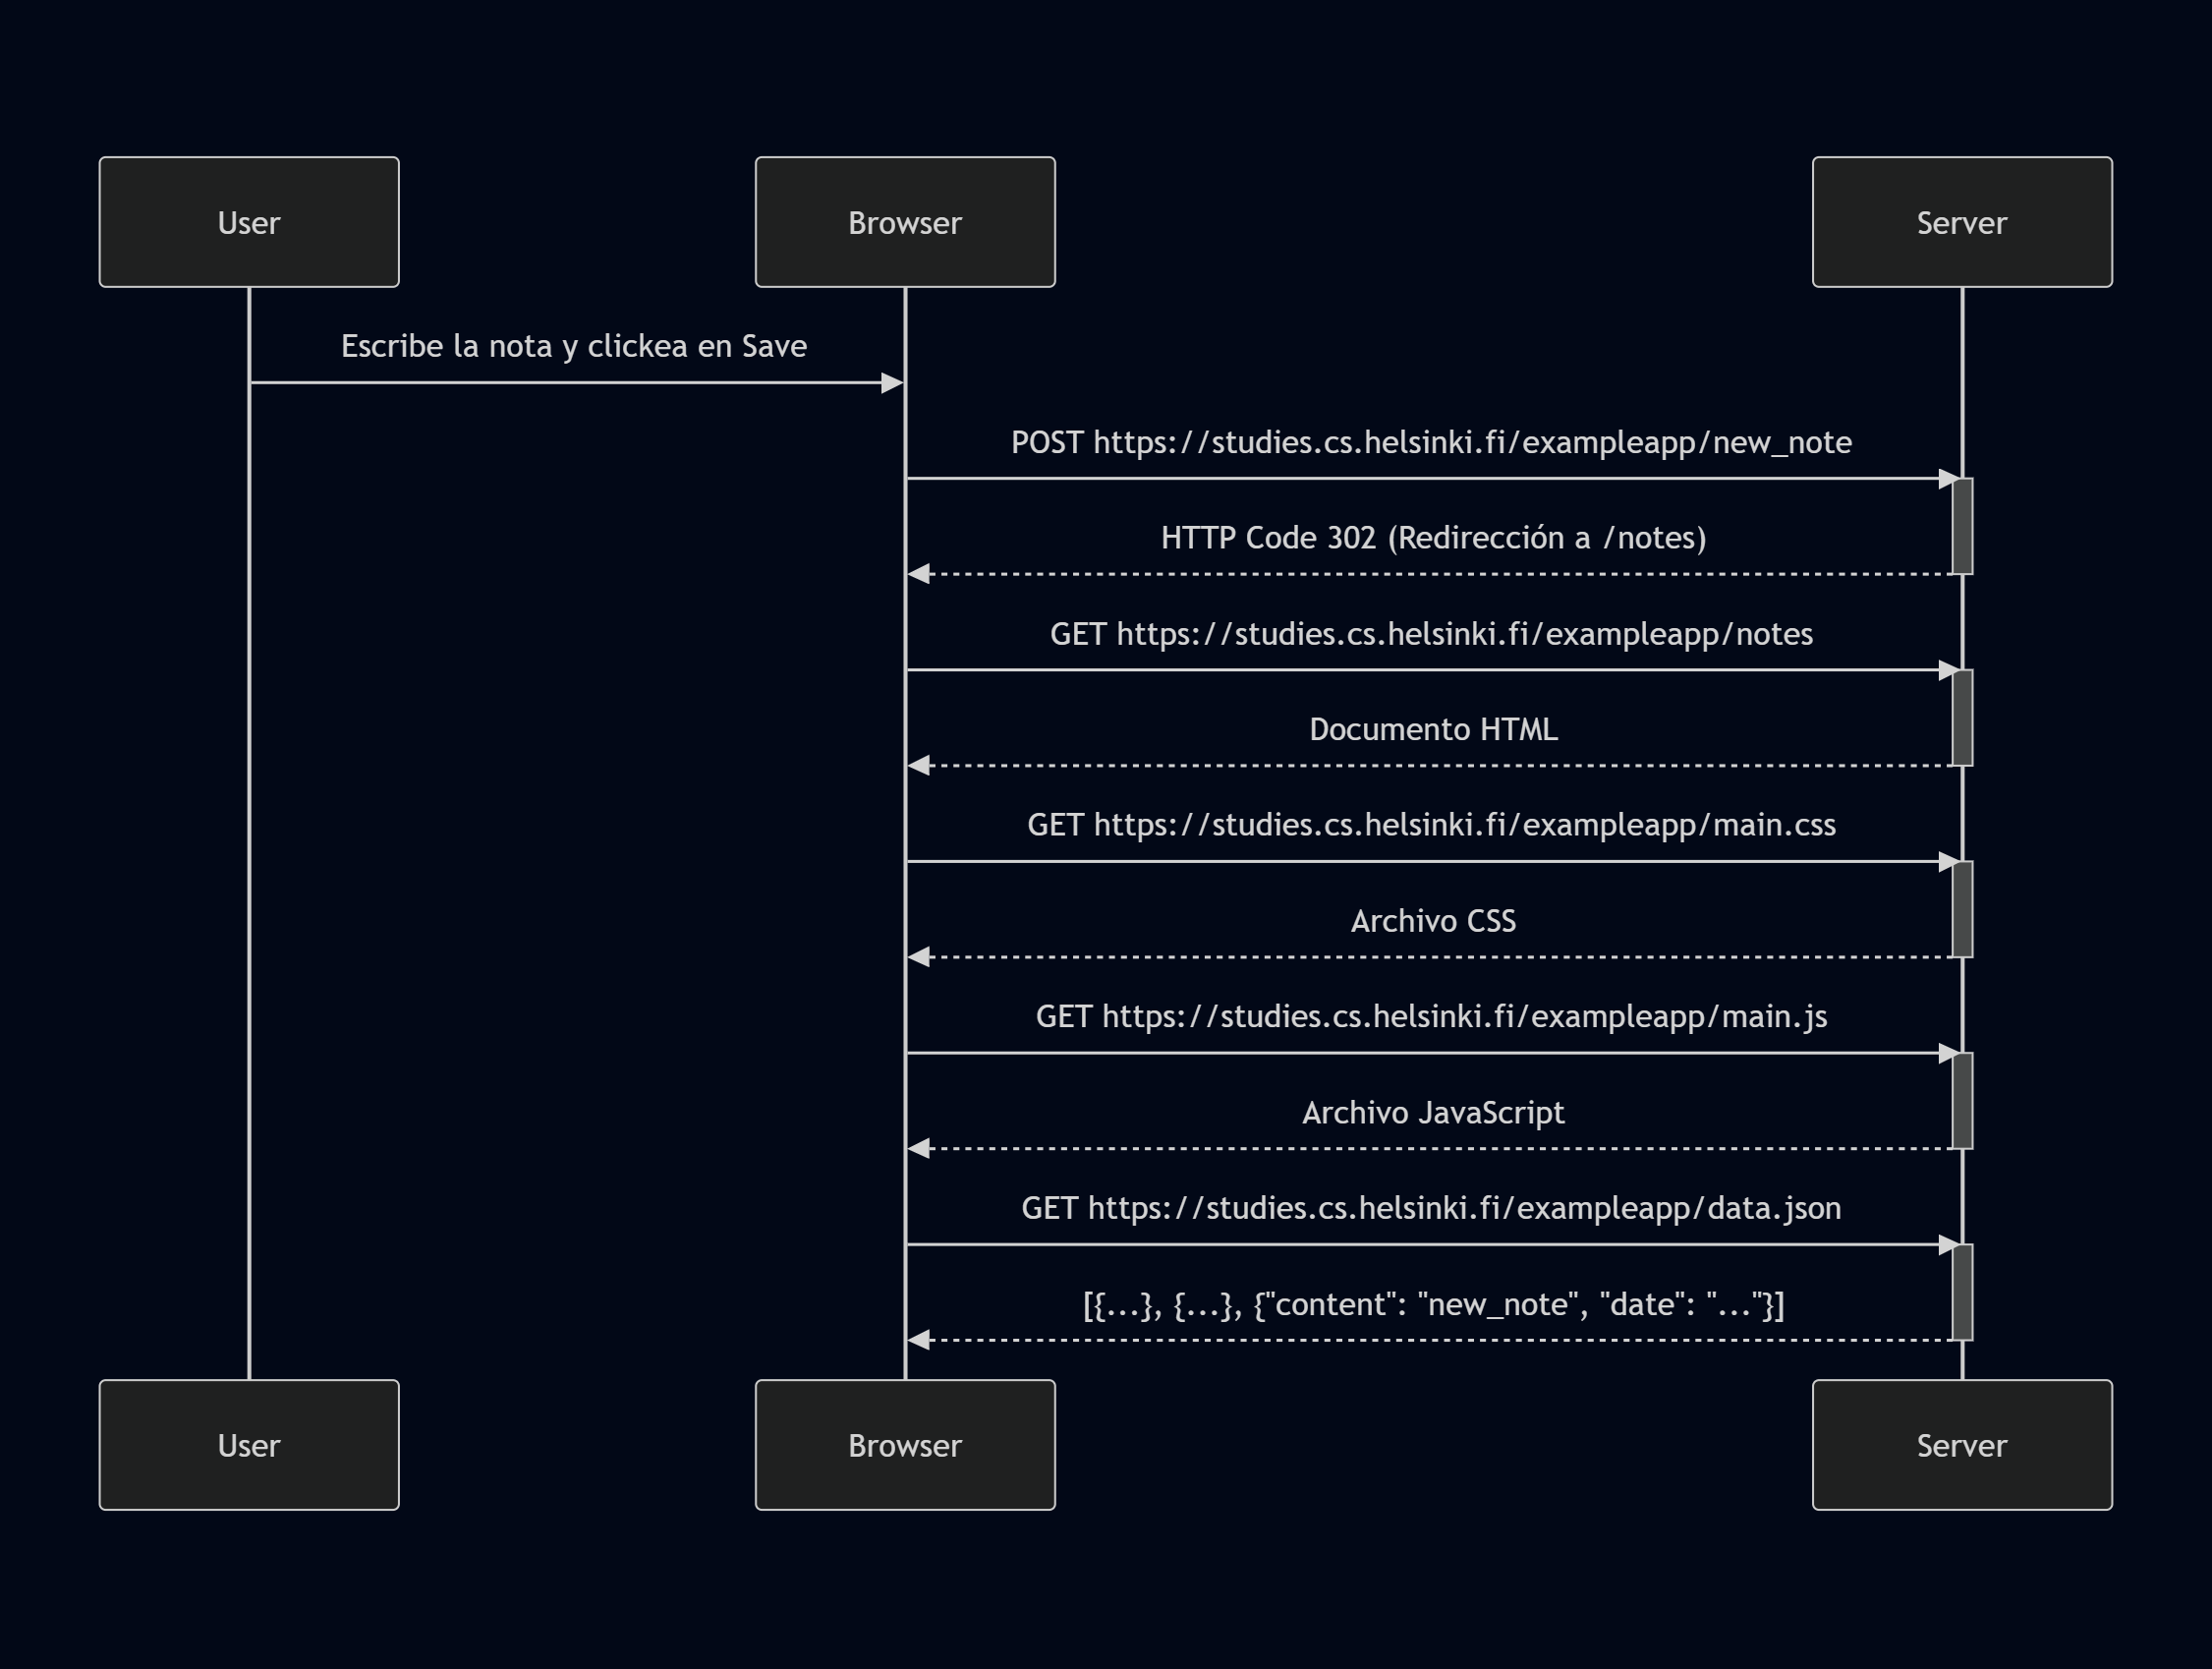 User
Browser
Server
Escribe la nota y clickea en Save
POST https://studies.cs.helsinki.fi/exampleapp/new_note
HTTP Code 302 (Redirección a /notes)
GET https://studies.cs.helsinki.fi/exampleapp/notes
Documento HTML
GET https://studies.cs.helsinki.fi/exampleapp/main.css
Archivo CSS
GET https://studies.cs.helsinki.fi/exampleapp/main.js
Archivo JavaScript
GET https://studies.cs.helsinki.fi/exampleapp/data.json
[{...}, {...}, {"content": "new_note", "date": "..."}]
User
Browser
Server